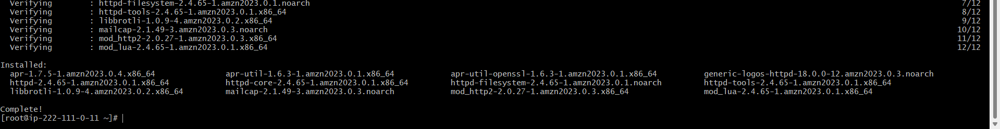 Verifying        : httpd-filesystem-2.4.65-1.amzn2023.0.1.noarch 7/12
Verifying        : httpd-tools-2.4.65-1.amzn2023.0.1.x86_64 8/12
Verifying        : libbrotli-1.0.9-4.amzn2023.0.2.x86_64 9/12
Verifying        : mailcap-2.1.49-3.amzn2023.0.3.noarch 10/12
Verifying        : mod_http2-2.0.27-1.amzn2023.0.3.x86_64 11/12
Verifying        : mod_lua-2.4.65-1.amzn2023.0.1.x86_64 12/12
Installed:
apr-1.7.5-1.amzn2023.0.4.x86_64 apr-util-1.6.3-1.amzn2023.0.1.x86_64 apr-util-openssl-1.6.3-1.amzn2023.0.1.x86_64 generic-logos-httpd-18.0.0-12.amzn2023.0.3.noarch
httpd-2.4.65-1.amzn2023.0.1.x86_64 httpd-core-2.4.65-1.amzn2023.0.1.x86_64 httpd-filesystem-2.4.65-1.amzn2023.0.1.noarch httpd-tools-2.4.65-1.amzn2023.0.1.x86_64
libbrotli-1.0.9-4.amzn2023.0.2.x86_64 mailcap-2.1.49-3.amzn2023.0.3.noarch mod_http2-2.0.27-1.amzn2023.0.3.x86_64 mod_lua-2.4.65-1.amzn2023.0.1.x86_64
Complete!
[root@ip-222-111-0-11 ~]#